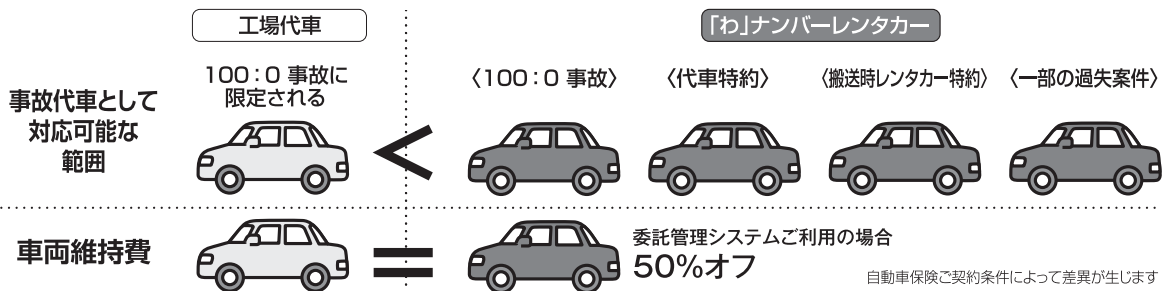 工場代車
「わ」ナンバーレンタカー
事故代車として
対応可能な
範囲
100：0 事故に
限定される
〈100：0 事故〉
〈代車特約〉
〈搬送時レンタカー特約〉
〈一部の過失案件〉
＜
車両維持費
＝
委託管理システムご利用の場合
50％オフ
自動車保険ご契約条件によって差異が生じます